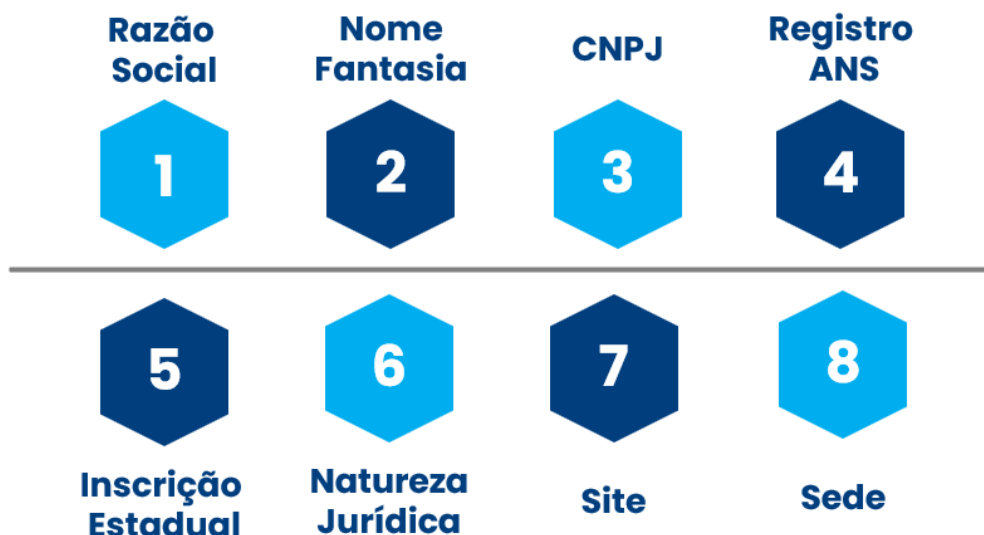 Razão
Social
Nome
Fantasia
CNPJ
Registro
ANS
1
2
3
4
5
6
7
8
Inscrição
Estadual
Natureza
Jurídica
Site
Sede